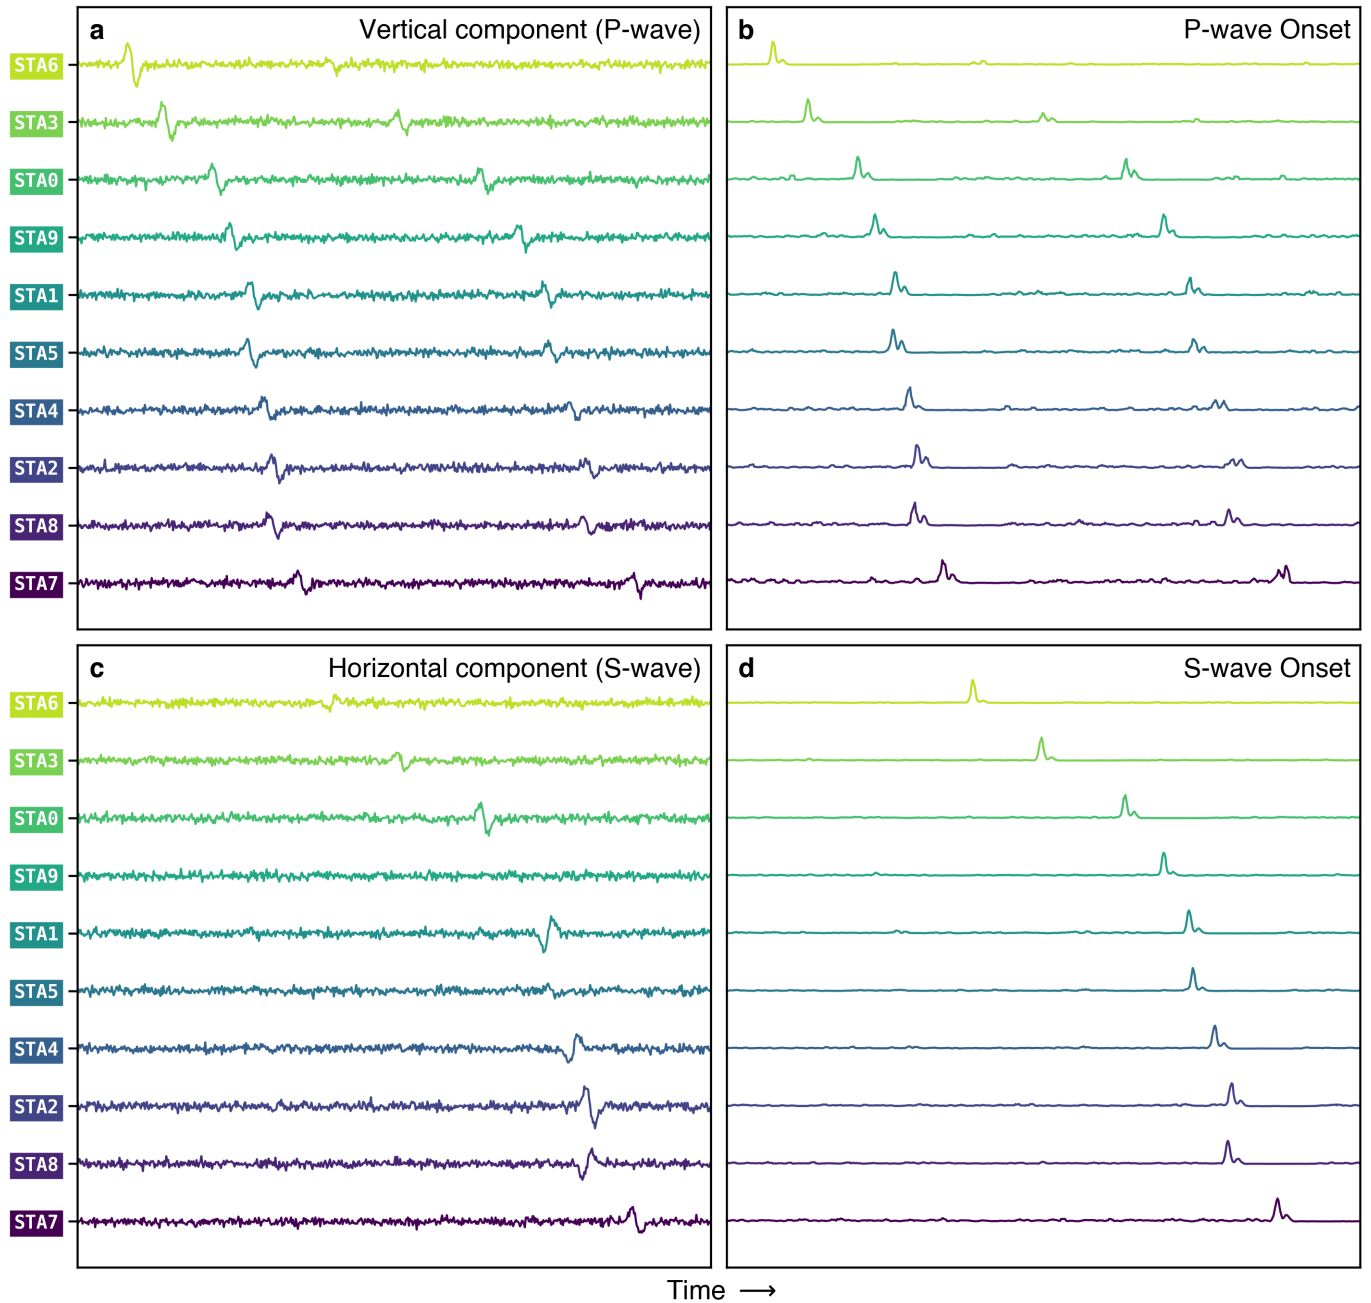 a Vertical component (P-wave)
STA6
STA3
STA0
STA9
STA1
STA5
STA4
STA2
STA8
STA7
b P-wave Onset
c Horizontal component (S-wave)
STA6
STA3
STA0
STA9
STA1
STA5
STA4
STA2
STA8
STA7
d S-wave Onset
Time →